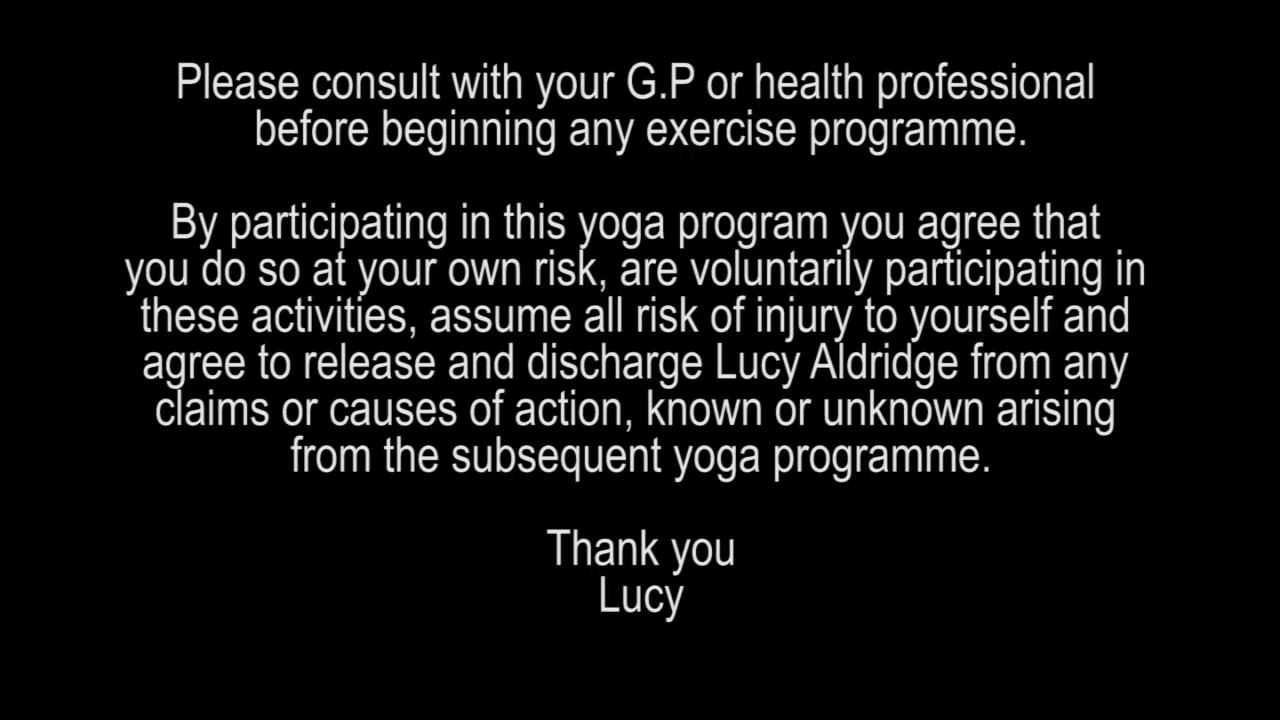 Please consult with your G.P or health professional
before beginning any exercise programme.
By participating in this yoga program you agree that
you do so at your own risk, are voluntarily participating in
these activities, assume all risk of injury to yourself and
agree to release and discharge Lucy Aldridge from any
claims or causes of action, known or unknown arising
from the subsequent yoga programme.
Thank you
Lucy